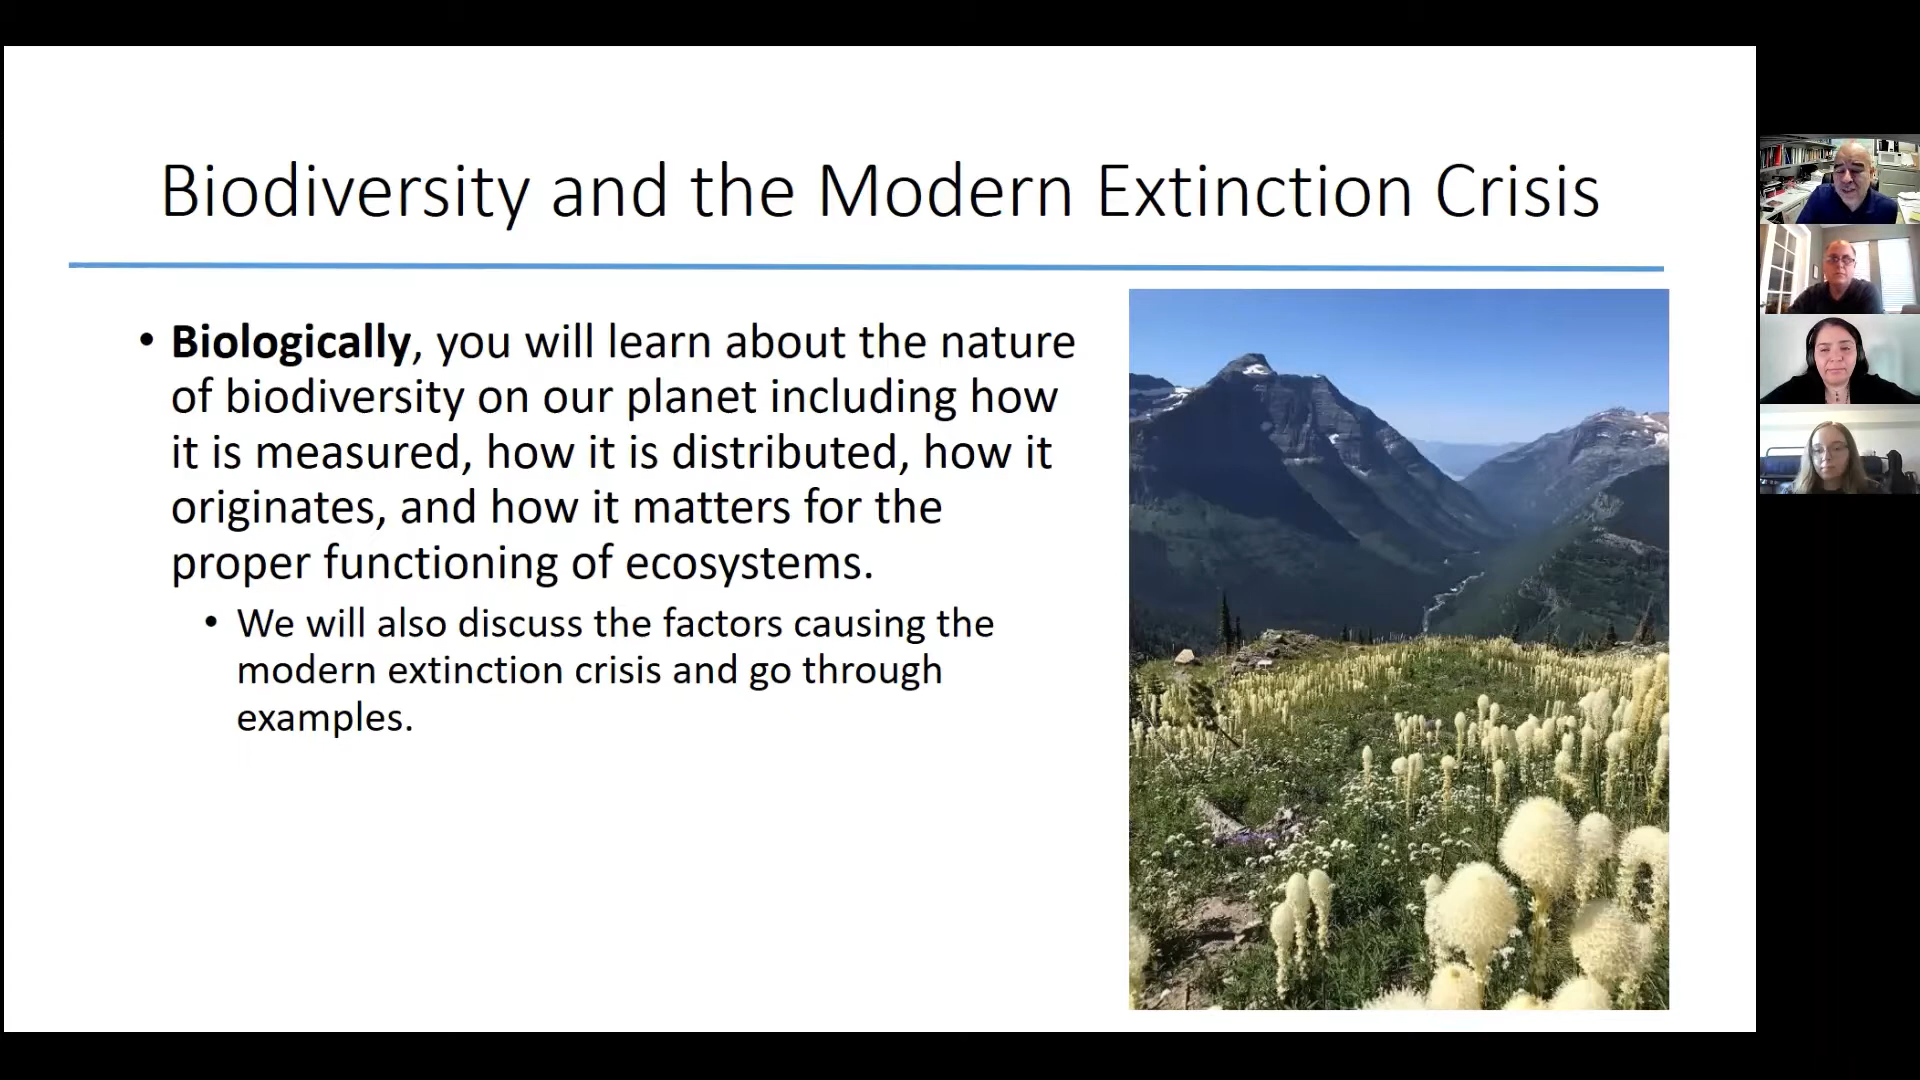 Biodiversity and the Modern Extinction Crisis
• Biologically, you will learn about the nature
of biodiversity on our planet including how
it is measured, how it is distributed, how it
originates, and how it matters for the
proper functioning of ecosystems.
• We will also discuss the factors causing the
modern extinction crisis and go through
examples.